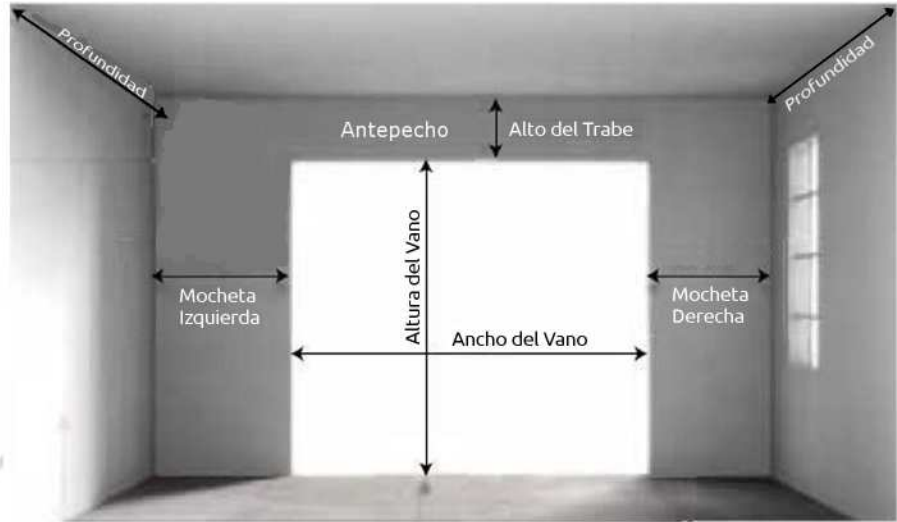 Profundidad
Profundidad
Antepecho
Alto del Trabe
Altura del Vano
Mocheta
Izquierda
Mocheta
Derecha
Ancho del Vano